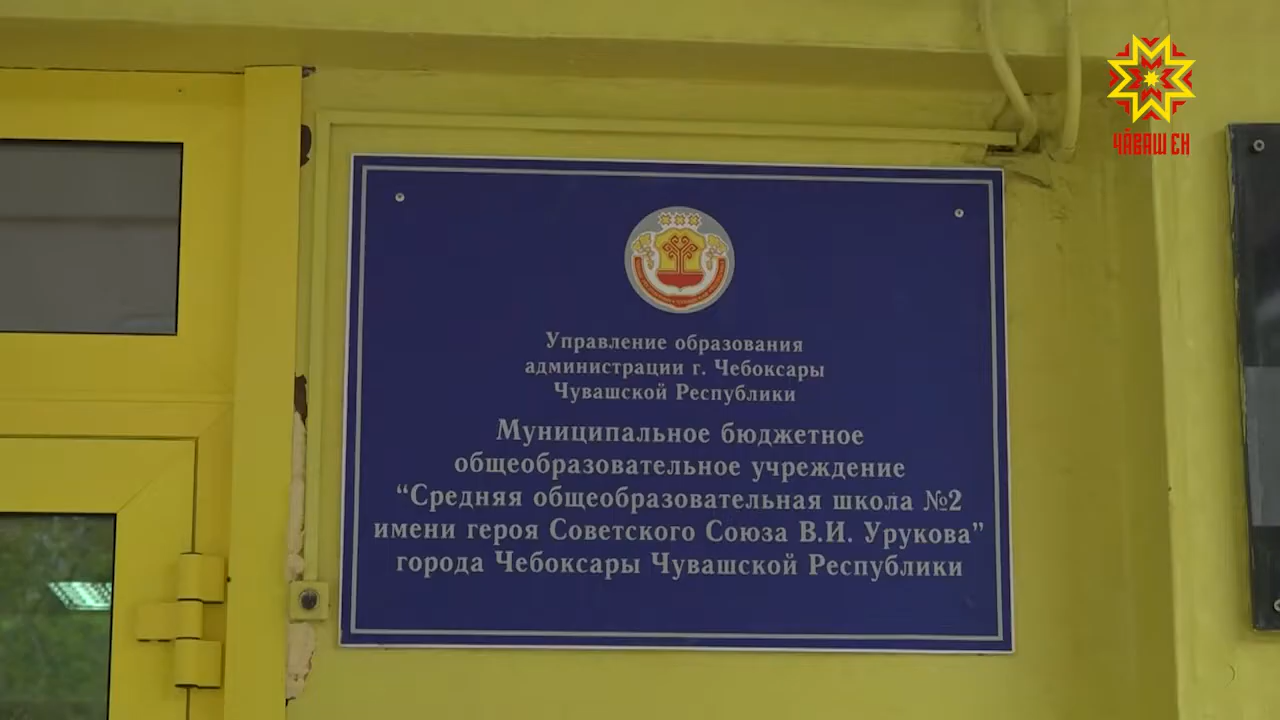 ЧӐВАШ ЕН
Управление образования
администрации г. Чебоксары
Чувашской Республики
Муниципальное бюджетное
общеобразовательное учреждение
“Средняя общеобразовательная школа №2
имени героя Советского Союза В.И. Урукова”
города Чебоксары Чувашской Республики